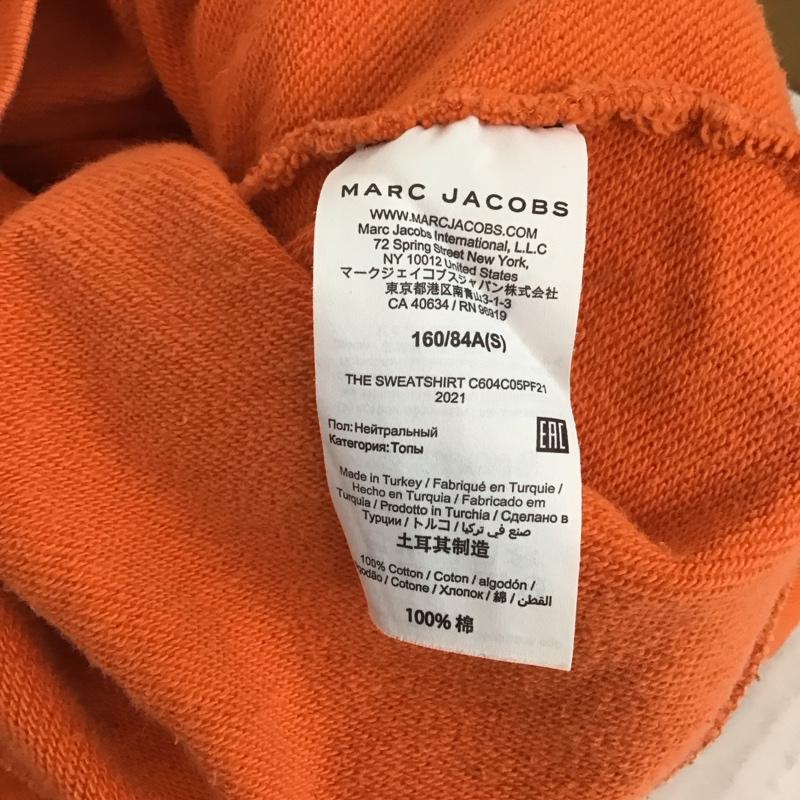 MARC JACOBS
WWW.MARCJACOBS.COM
Marc Jacobs International, L.L.C
72 Spring Street New York,
NY 10012 United States
マークジェイコブスジャパン株式会社
東京都港区南青山3-1-3
CA 40634 / RN 96919
160/84A(S)
THE SWEATSHIRT C604C05PF21
2021
Пол:Нейтральный
Категория:Топы
EAC
Made in Turkey / Fabriqué en Turquie /
Hecho en Turquia / Fabricado em
Turquia / Prodotto in Turchia / Сделано в
Турции / トルコ / صنع في تركيا
土耳其制造
100% Cotton / Coton / algodón /
/ Cotone / Хлопок / 綿 / القطن
100% 棉